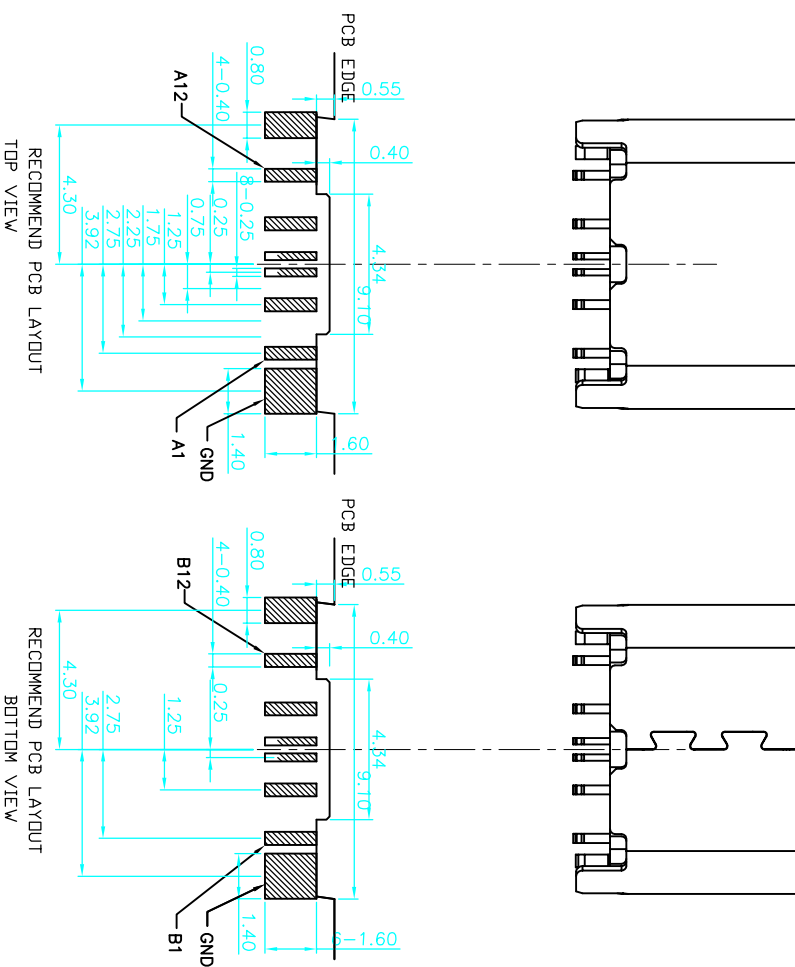 PCB EDGE
0.55
0.80
4-0.40
A12
0.40
8-0.25
0.25
0.75
1.25
1.75
2.25
2.75
3.92
4.30
4.34
9.10
RECOMMEND PCB LAYOUT
TOP VIEW
1.60
1.40
GND
A1
PCB EDGE
0.55
0.80
4-0.40
B12
0.40
0.25
1.25
2.75
3.92
4.30
4.34
9.10
RECOMMEND PCB LAYOUT
BOTTOM VIEW
6-1.60
1.40
GND
B1